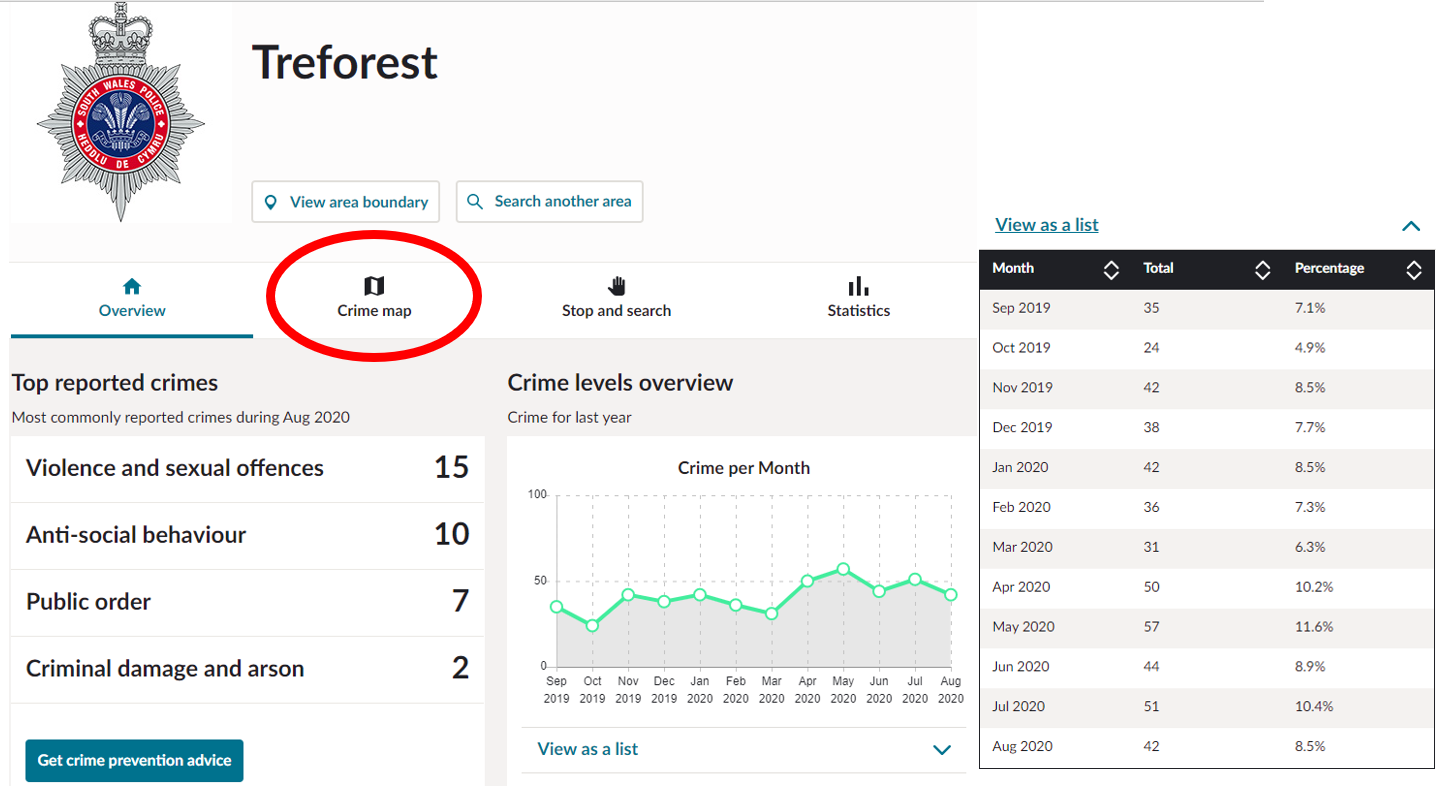 SOUTH WALES POLICE
HEDDLU DE CYMRU
Treforest
View area boundary
Search another area
Overview
Crime map
Stop and search
Statistics
Top reported crimes
Most commonly reported crimes during Aug 2020
Violence and sexual offences 15
Anti-social behaviour 10
Public order 7
Criminal damage and arson 2
Get crime prevention advice
Crime levels overview
Crime for last year
Crime per Month
100
50
0
Sep Oct Nov Dec Jan Feb Mar Apr May Jun Jul Aug
2019 2019 2019 2019 2020 2020 2020 2020 2020 2020 2020 2020
View as a list
View as a list
Month Total Percentage
Sep 2019 35 7.1%
Oct 2019 24 4.9%
Nov 2019 42 8.5%
Dec 2019 38 7.7%
Jan 2020 42 8.5%
Feb 2020 36 7.3%
Mar 2020 31 6.3%
Apr 2020 50 10.2%
May 2020 57 11.6%
Jun 2020 44 8.9%
Jul 2020 51 10.4%
Aug 2020 42 8.5%